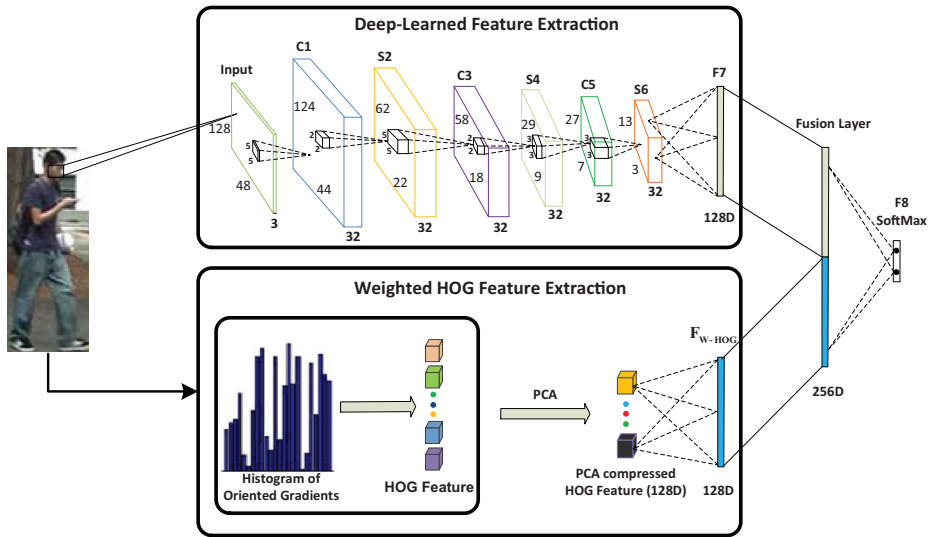 Deep-Learned Feature Extraction
Input
C1
S2
C3
S4
C5
S6
F7
128
48
3
5
5
5
124
44
32
2
2
62
22
32
5
5
58
18
32
2
2
29
9
32
3
3
27
7
32
3
3
13
3
32
128D
Fusion Layer
F8
SoftMax
256D
Weighted HOG Feature Extraction
Histogram of
Oriented Gradients
HOG Feature
PCA
PCA compressed
HOG Feature (128D)
F W-HOG
128D